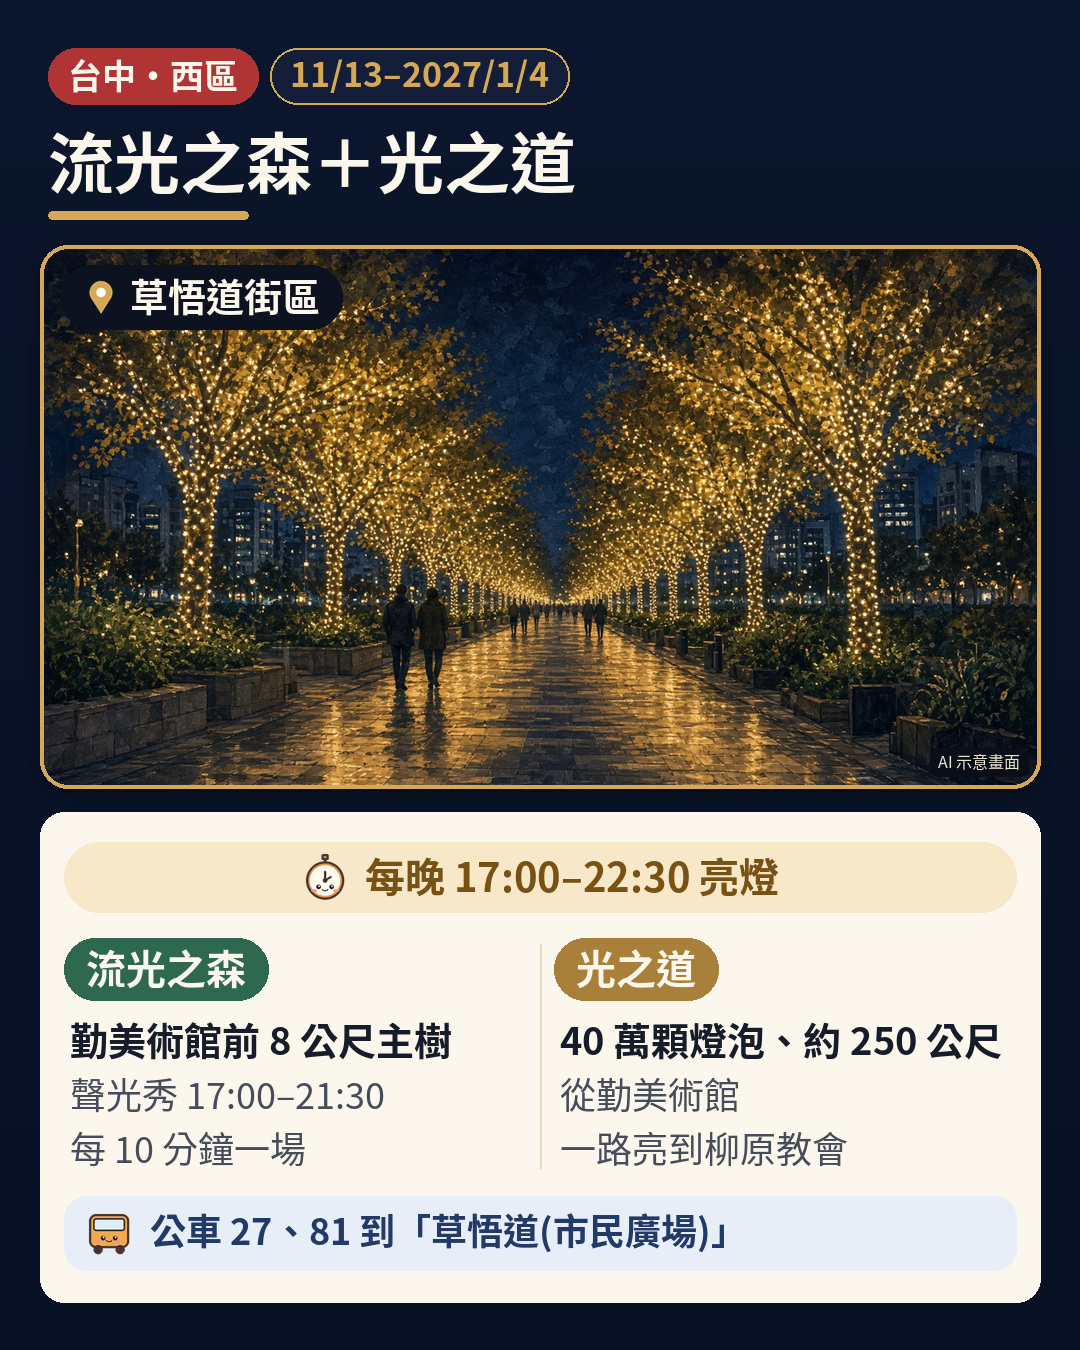 台中・西區
11/13–2027/1/4
流光之森＋光之道
草悟道街區
AI 示意畫面
每晚 17:00–22:30 亮燈
流光之森
勤美術館前 8 公尺主樹
聲光秀 17:00–21:30
每 10 分鐘一場
光之道
40 萬顆燈泡、約 250 公尺
從勤美術館
一路亮到柳原教會
公車 27、81 到「草悟道(市民廣場)」